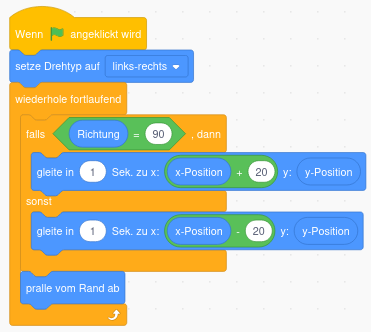 Wenn angeklickt wird
setze Drehtyp auf links-rechts
wiederhole fortlaufend
falls Richtung = 90 , dann
gleite in 1 Sek. zu x: x-Position + 20 y: y-Position
sonst
gleite in 1 Sek. zu x: x-Position - 20 y: y-Position
pralle vom Rand ab